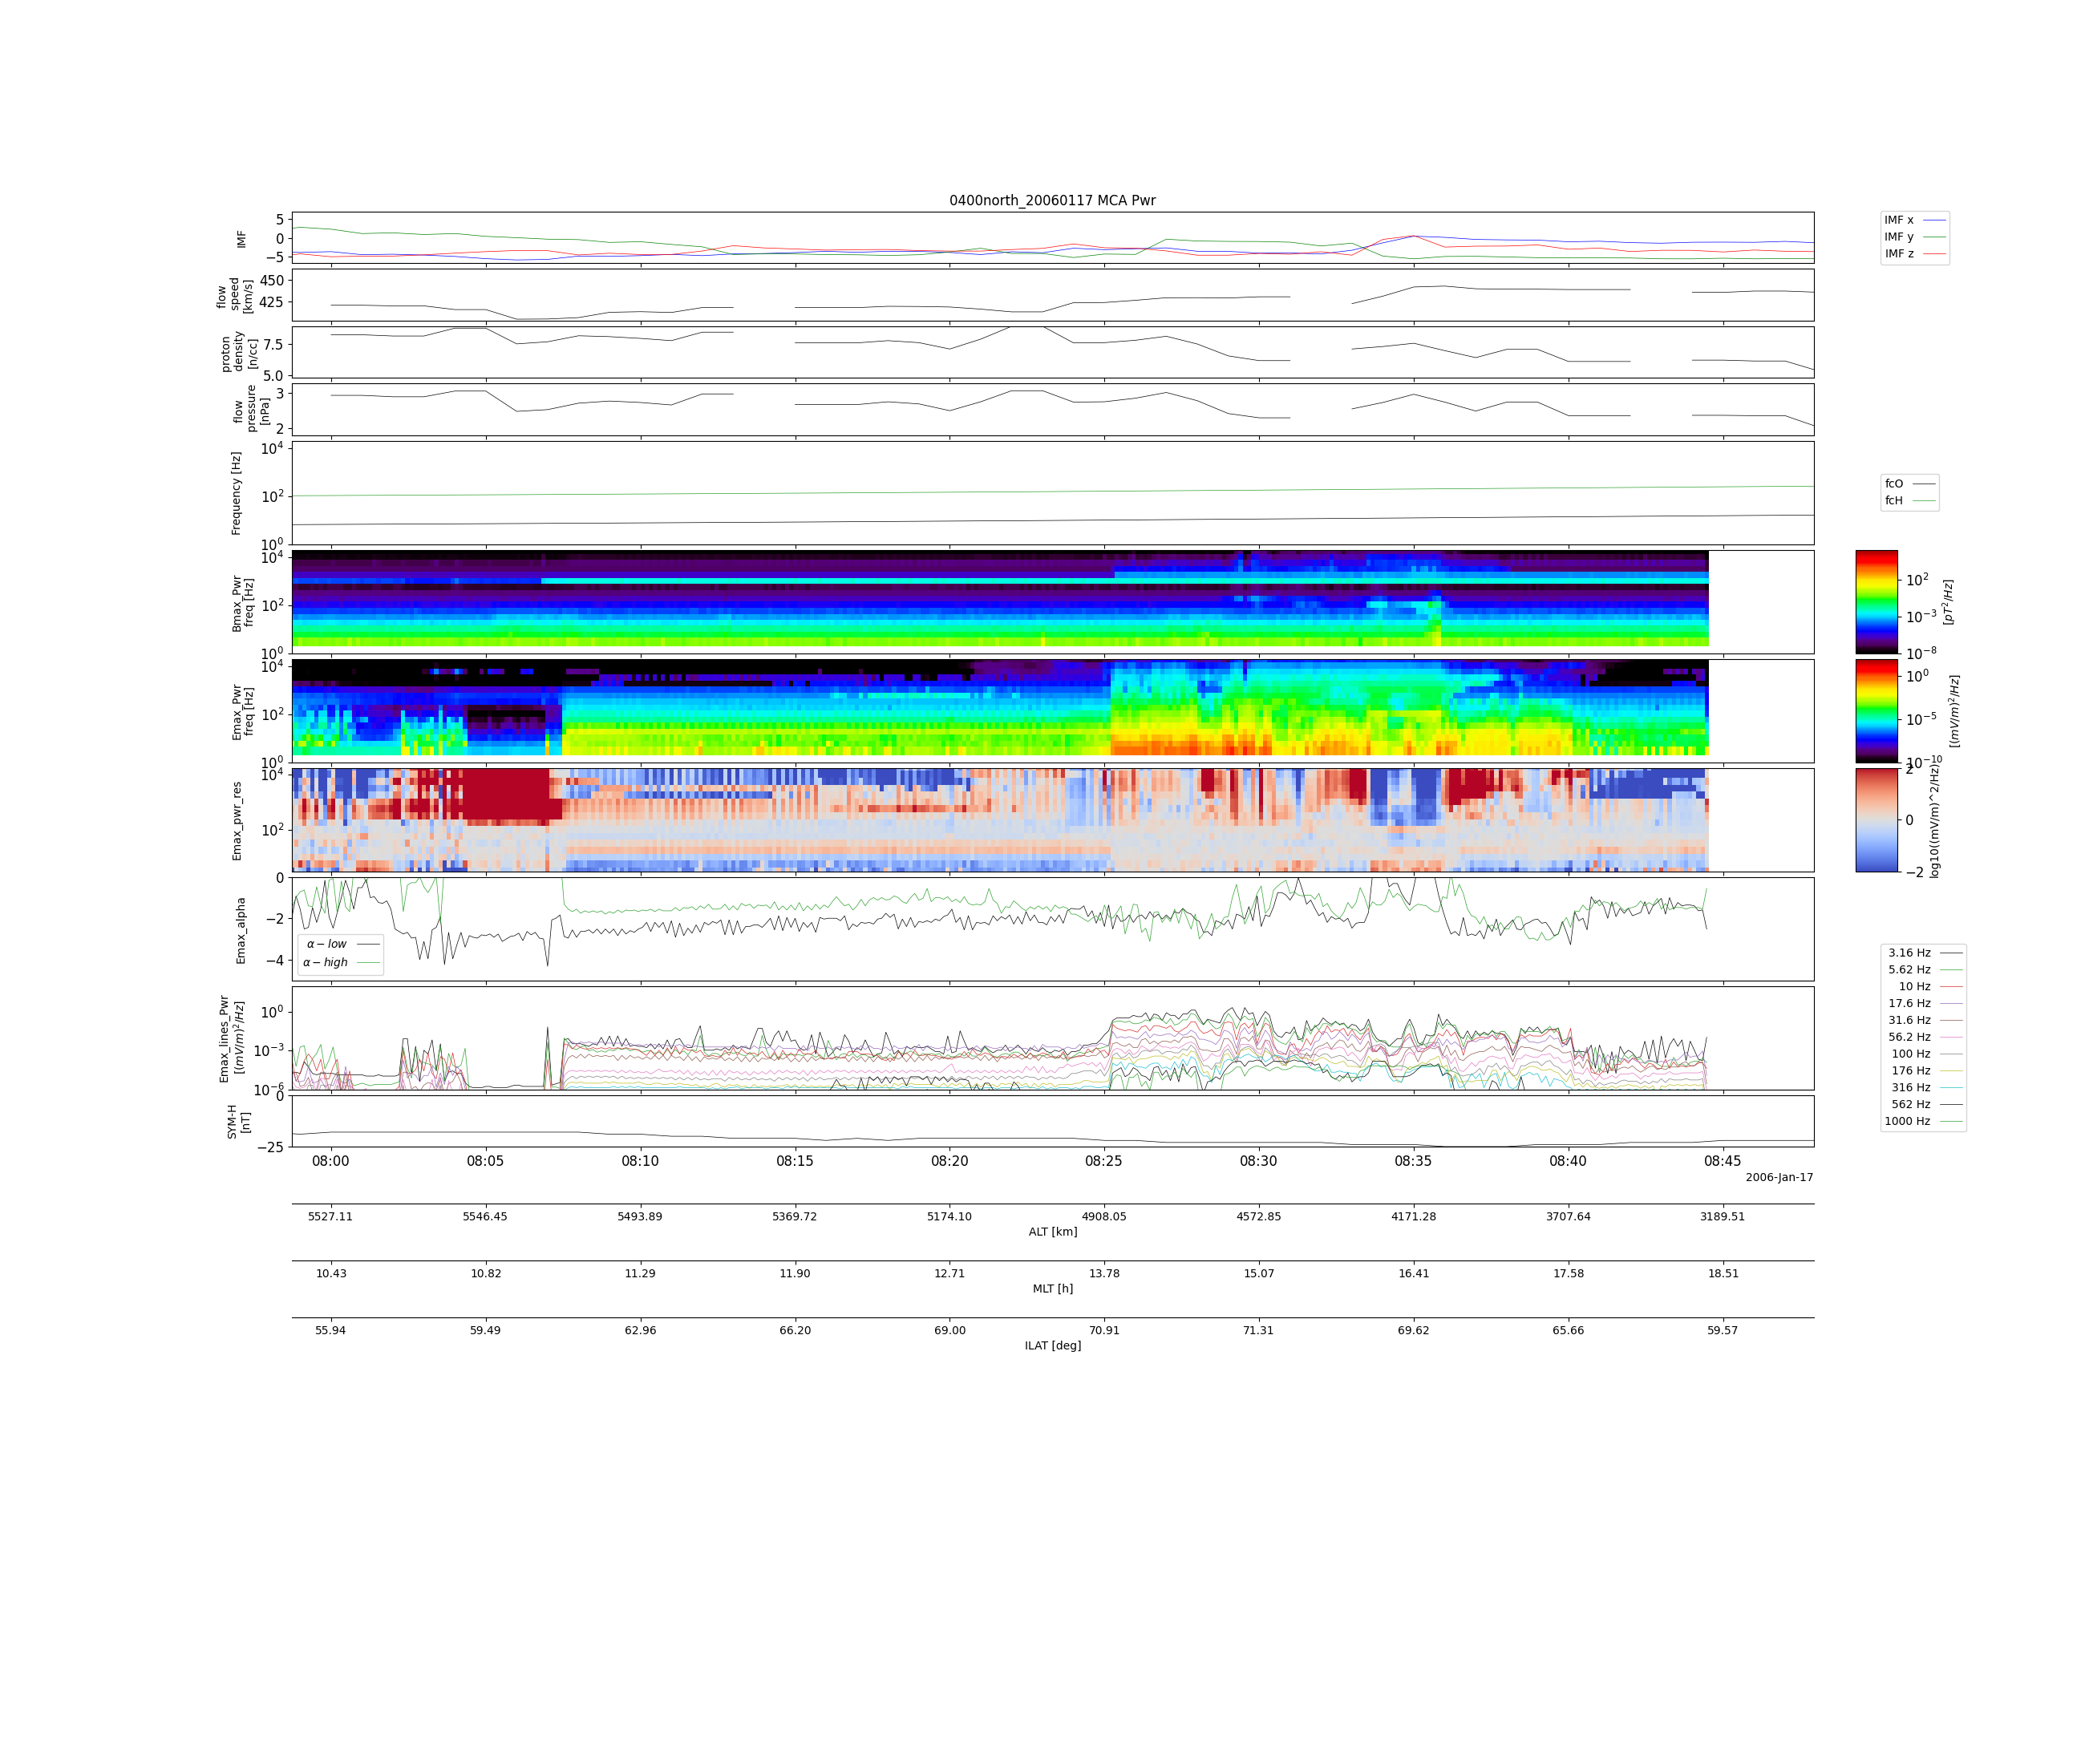 0400north_20060117 MCA Pwr
5
0
−5
IMF
IMF x
IMF y
IMF z
450
425
flow
speed
[km/s]
7.5
5.0
proton
density
[n/cc]
3
2
flow
pressure
[nPa]
10^4
10^2
10^0
Frequency [Hz]
fcO
fcH
10^4
10^2
10^0
Bmax_Pwr
freq [Hz]
10^2
10^−3
10^−8
[pT^2/Hz]
10^4
10^2
10^0
Emax_Pwr
freq [Hz]
10^0
10^−5
10^−10
[(mV/m)^2/Hz]
10^4
10^2
Emax_pwr_res
2
0
−2
log10((mV/m)^2/Hz)
0
−2
−4
Emax_alpha
α − low
α − high
10^0
10^−3
10^−6
Emax_lines_Pwr
[(mV/m)^2/Hz]
3.16 Hz
5.62 Hz
10 Hz
17.6 Hz
31.6 Hz
56.2 Hz
100 Hz
176 Hz
316 Hz
562 Hz
1000 Hz
0
−25
SYM-H
[nT]
08:00 08:05 08:10 08:15 08:20 08:25 08:30 08:35 08:40 08:45
2006-Jan-17
5527.11 5546.45 5493.89 5369.72 5174.10 4908.05 4572.85 4171.28 3707.64 3189.51
ALT [km]
10.43 10.82 11.29 11.90 12.71 13.78 15.07 16.41 17.58 18.51
MLT [h]
55.94 59.49 62.96 66.20 69.00 70.91 71.31 69.62 65.66 59.57
ILAT [deg]